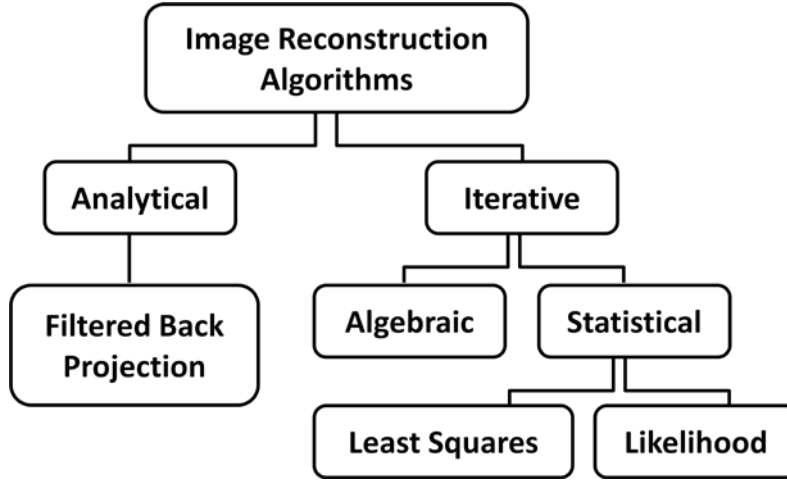 Image Reconstruction
Algorithms
Analytical
Iterative
Filtered Back
Projection
Algebraic
Statistical
Least Squares
Likelihood